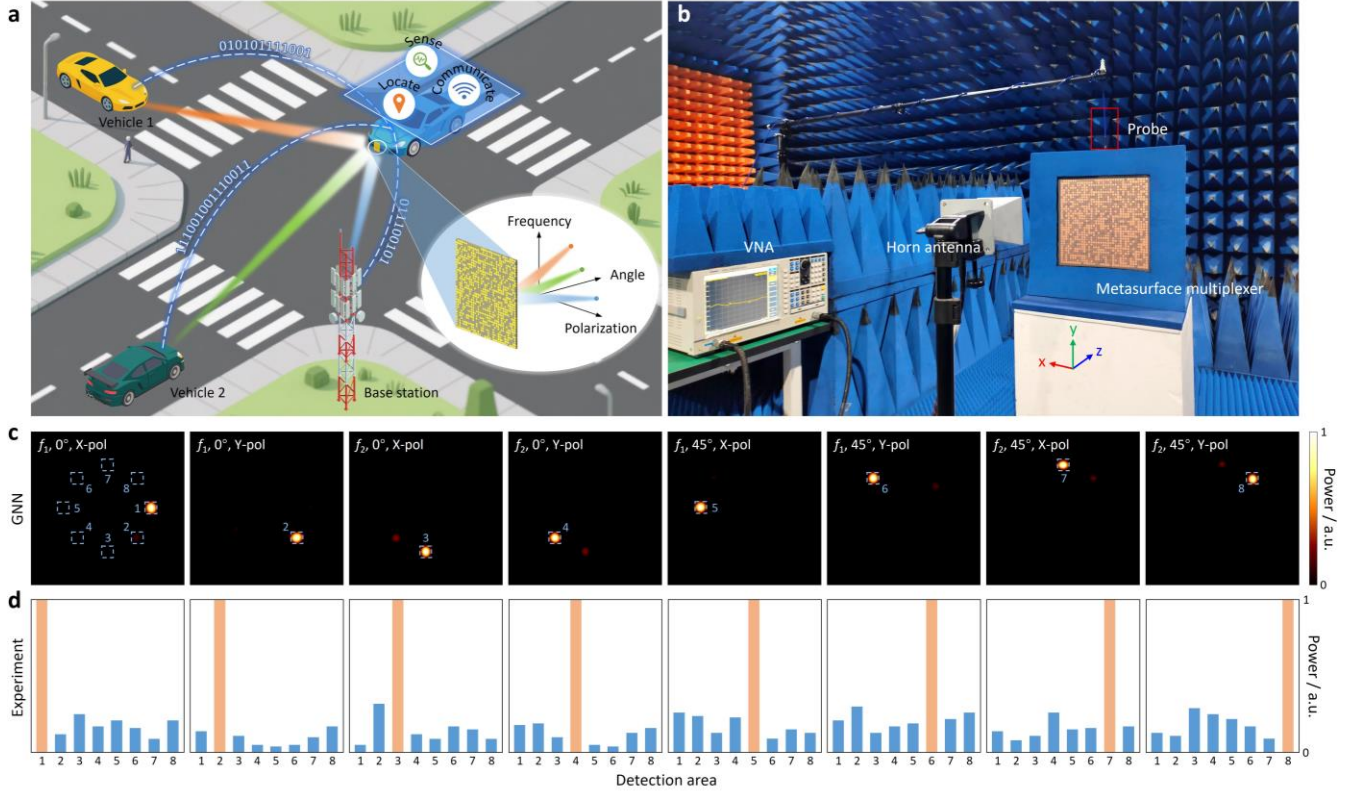 a
010101111001
Sense
Locate
Communicate
Vehicle 1
111001001110011
011100101
Frequency
Angle
Polarization
Vehicle 2
Base station
b
Probe
VNA
Horn antenna
Metasurface multiplexer
x
y
z
c
GNN
f₁, 0°, X-pol
f₁, 0°, Y-pol
f₂, 0°, X-pol
f₂, 0°, Y-pol
f₁, 45°, X-pol
f₁, 45°, Y-pol
f₂, 45°, X-pol
f₂, 45°, Y-pol
7
6
8
5
1
4
2
3
2
3
4
5
6
7
8
1
Power / a.u.
0
d
Experiment
1
Power / a.u.
0
1 2 3 4 5 6 7 8
1 2 3 4 5 6 7 8
1 2 3 4 5 6 7 8
1 2 3 4 5 6 7 8
1 2 3 4 5 6 7 8
1 2 3 4 5 6 7 8
1 2 3 4 5 6 7 8
1 2 3 4 5 6 7 8
Detection area